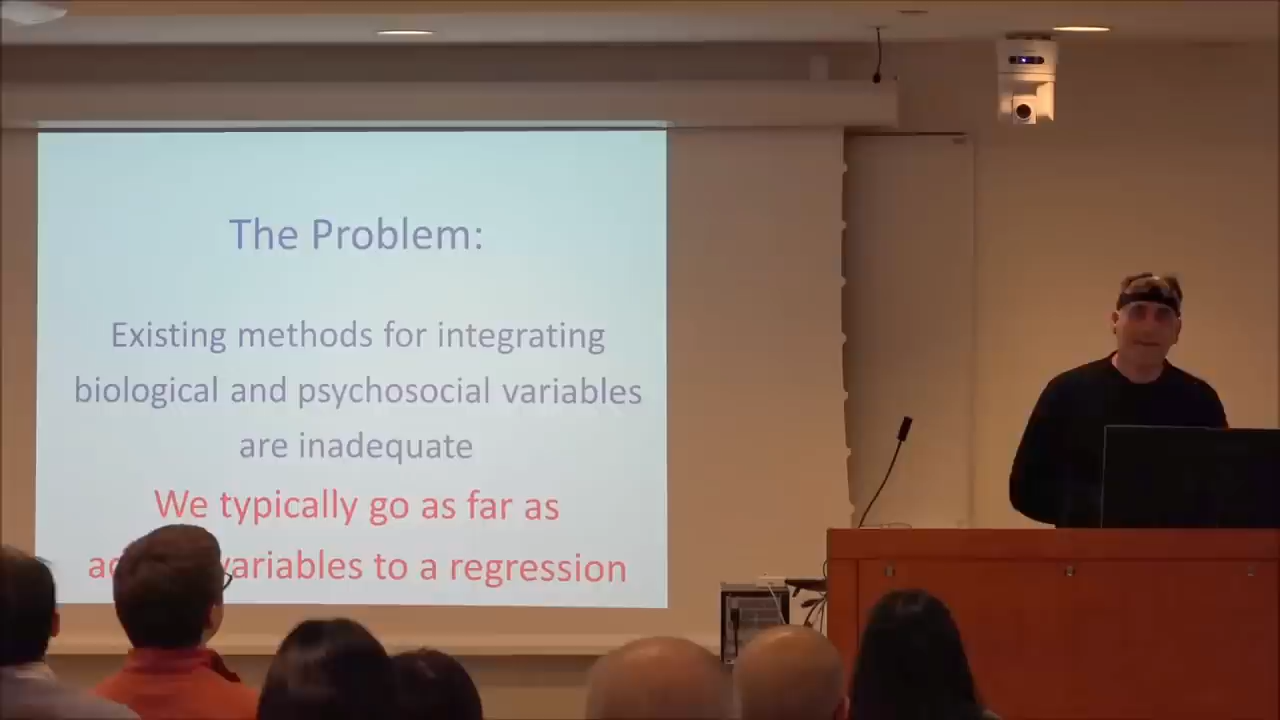 The Problem:
Existing methods for integrating
biological and psychosocial variables
are inadequate
We typically go as far as
variables to a regression